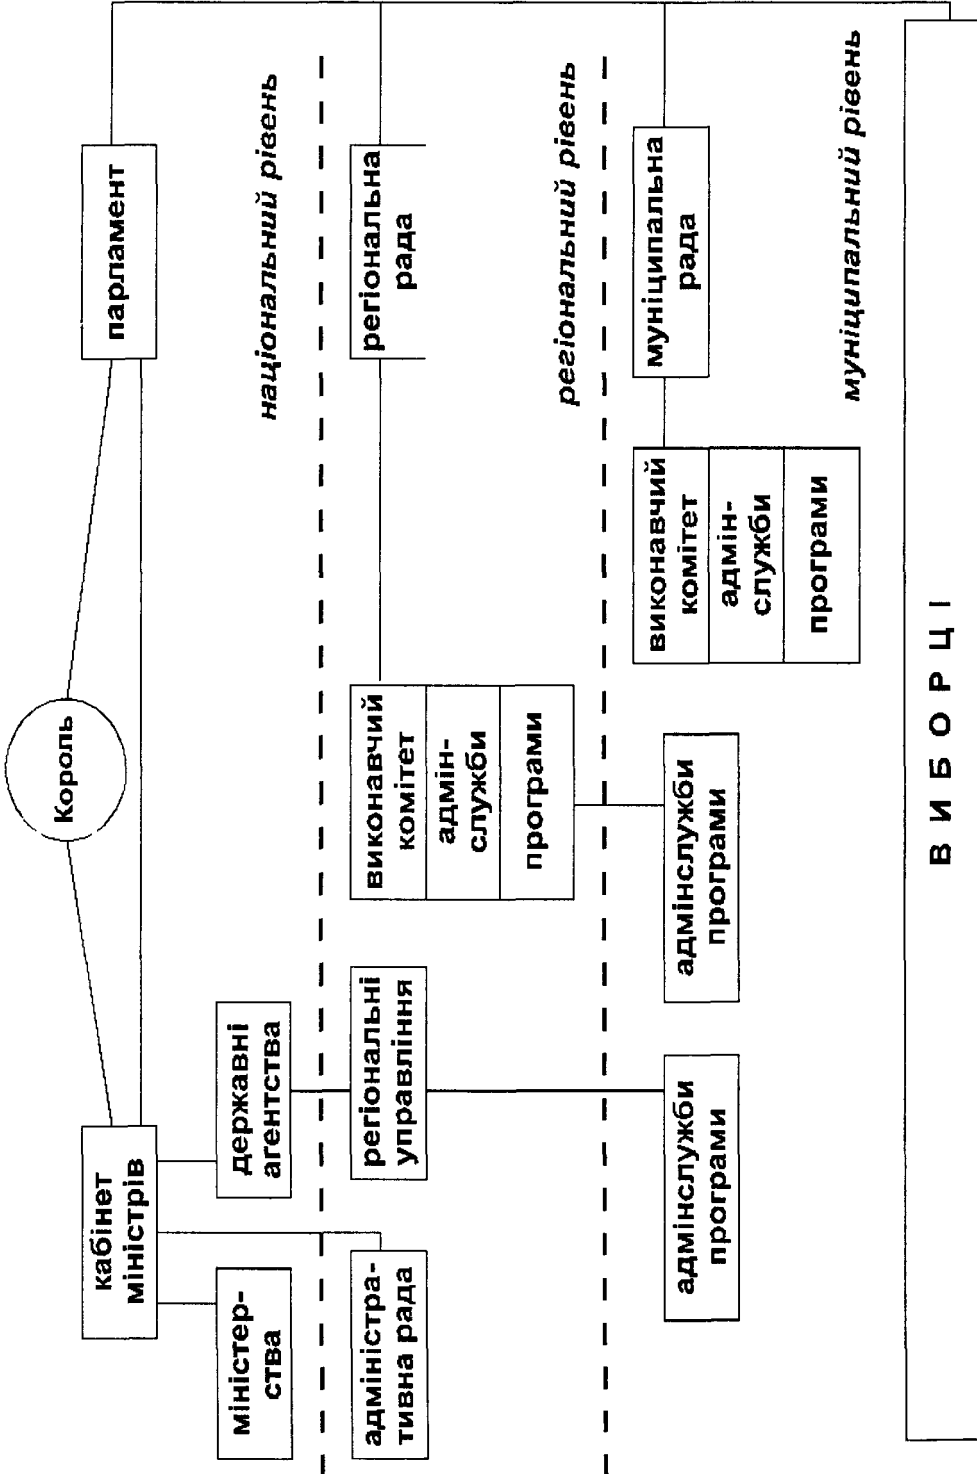 Король
кабінет
міністрів
парламент
міністер-
ства
державні
агентства
національний рівень
адміністра-
тивна рада
регіональні
управління
виконавчий
комітет
адмін-
служби
програми
регіональна
рада
регіональний рівень
адмінслужби
програми
адмінслужби
програми
виконавчий
комітет
адмін-
служби
програми
муніципальна
рада
муніципальний рівень
ВИБОРЦІ